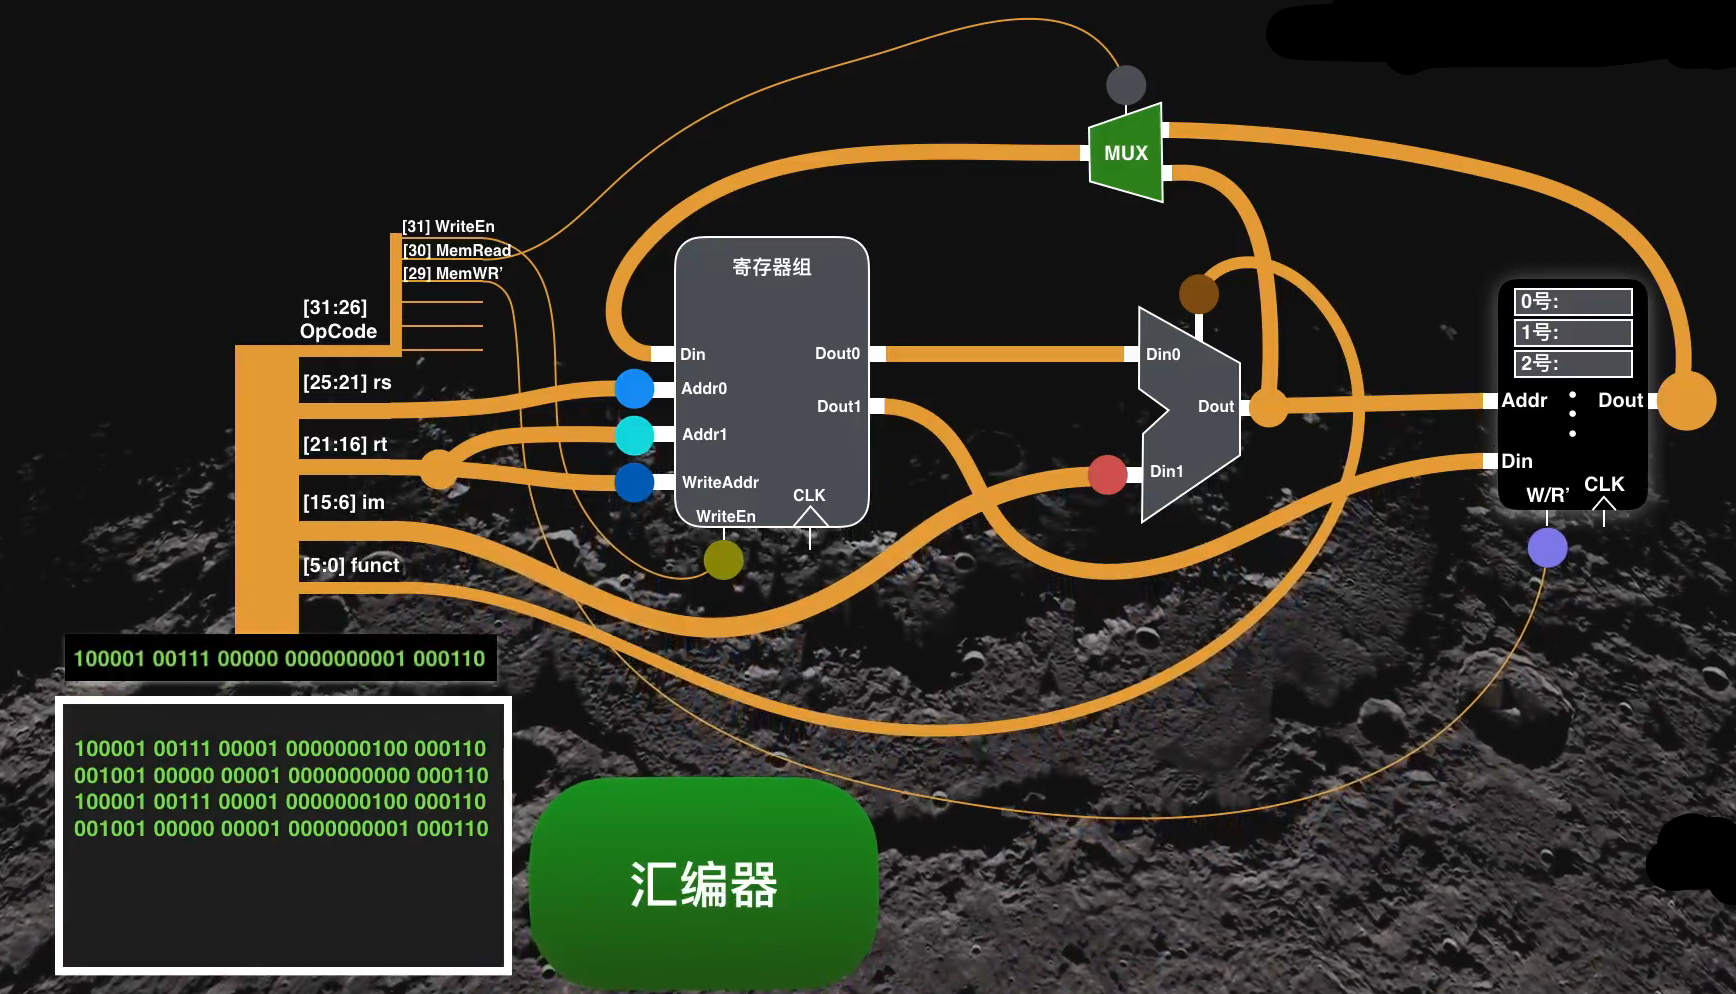 MUX
[31] WriteEn
[30] MemRead
[29] MemWR’
[31:26]
OpCode
[25:21] rs
[21:16] rt
[15:6] im
[5:0] funct
寄存器组
Din
Dout0
Addr0
Dout1
Addr1
WriteAddr
CLK
WriteEn
Din0
Dout
Din1
0号:
1号:
2号:
Addr
Dout
Din
W/R’
CLK
100001 00111 00000 0000000001 000110
100001 00111 00001 0000000100 000110
001001 00000 00001 0000000000 000110
100001 00111 00001 0000000100 000110
001001 00000 00001 0000000001 000110
汇编器